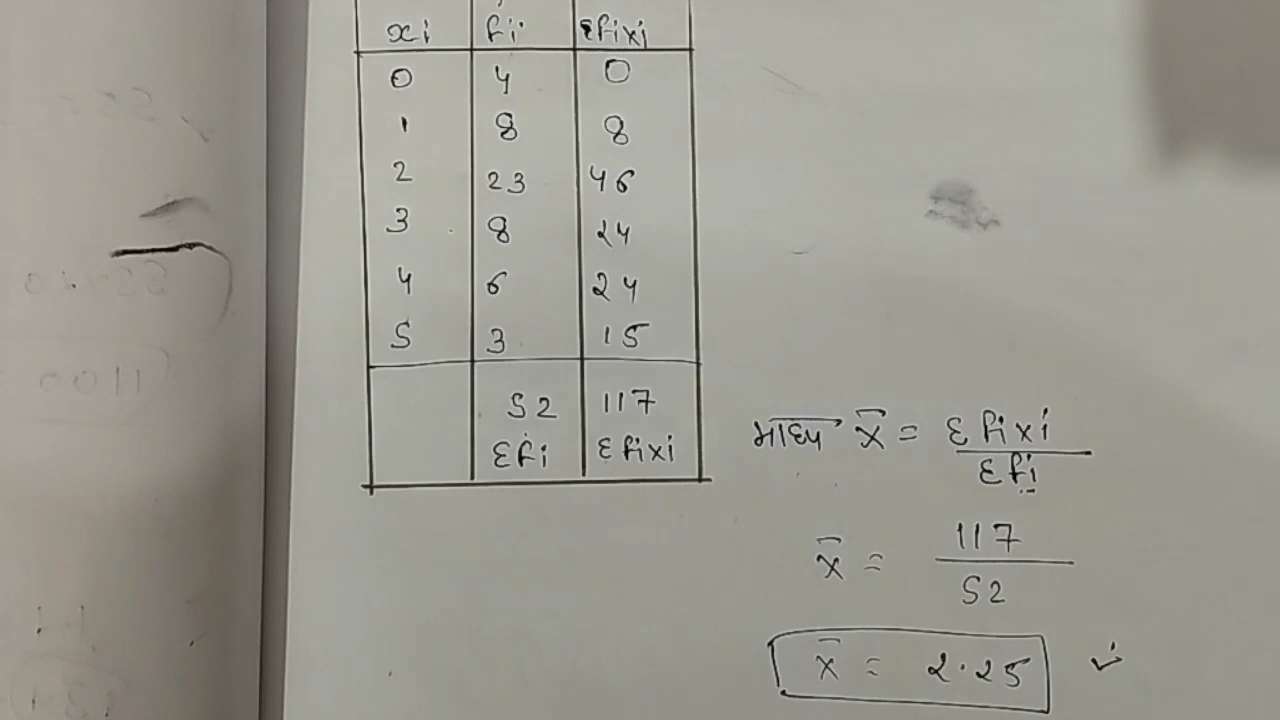 xi fi Σfixi
0 4 0
1 8 8
2 23 46
3 8 24
4 6 24
5 3 15
52 117
Σfi Σfixi
माध्य x̄ = Σfixi / Σfi
x̄ = 117 / 52
x̄ = 2.25 ✓